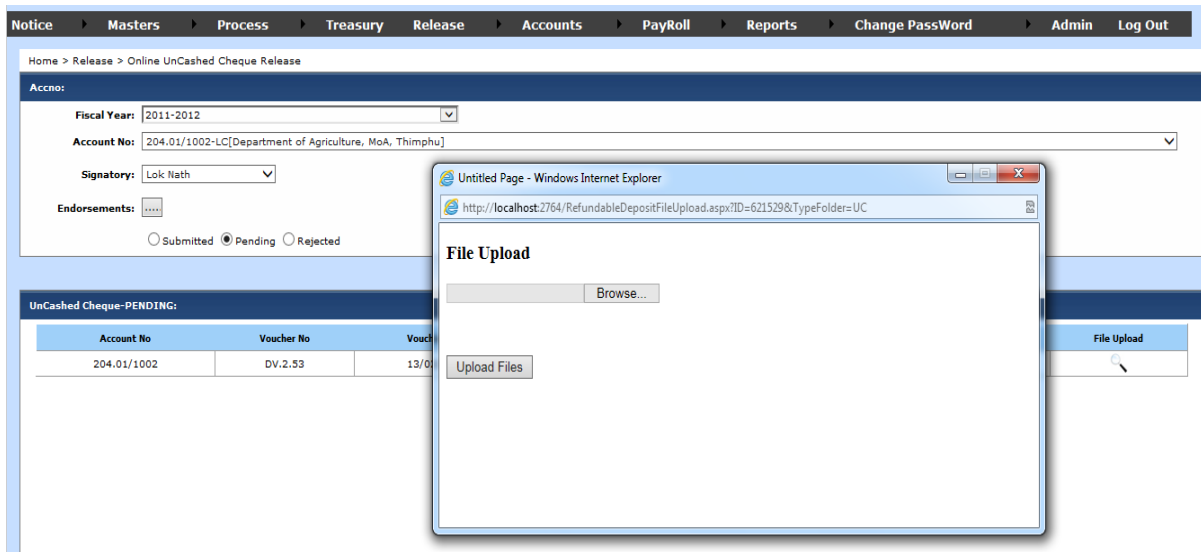 Notice Masters Process Treasury Release Accounts PayRoll Reports Change PassWord Admin Log Out
Home > Release > Online UnCashed Cheque Release
Accno:
Fiscal Year: 2011-2012
Account No: 204.01/1002-LC[Department of Agriculture, MoA, Thimphu]
Signatory: Lok Nath
Endorsements: .....
Submitted Pending Rejected
Untitled Page - Windows Internet Explorer
http://localhost:2764/RefundableDepositFileUpload.aspx?ID=621529&TypeFolder=UC
File Upload
Browse...
Upload Files
UnCashed Cheque-PENDING:
Account No Voucher No Vouch File Upload
204.01/1002 DV.2.53 13/0